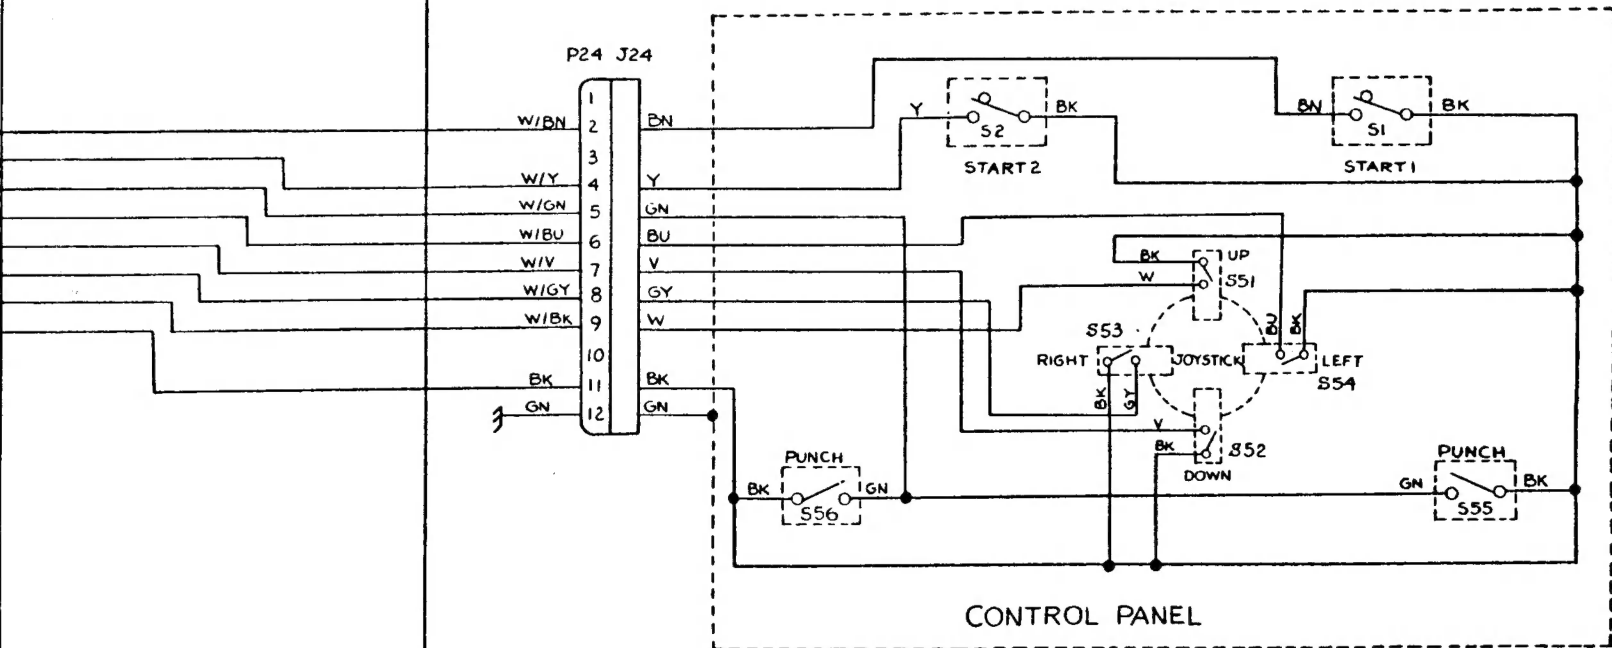 P24 J24
1
W/BN 2 BN
3
W/Y 4 Y
W/GN 5 GN
W/BU 6 BU
W/V 7 V
W/GY 8 GY
W/BK 9 W
10
BK 11 BK
GN 12 GN
Y S2 BK
START 2
BN S1 BK
START 1
BK UP
W S51
S53
BU BK
RIGHT JOYSTICK LEFT
S54
BK GY
V
BK S52
DOWN
PUNCH
BK S56 GN
PUNCH
GN S55 BK
CONTROL PANEL